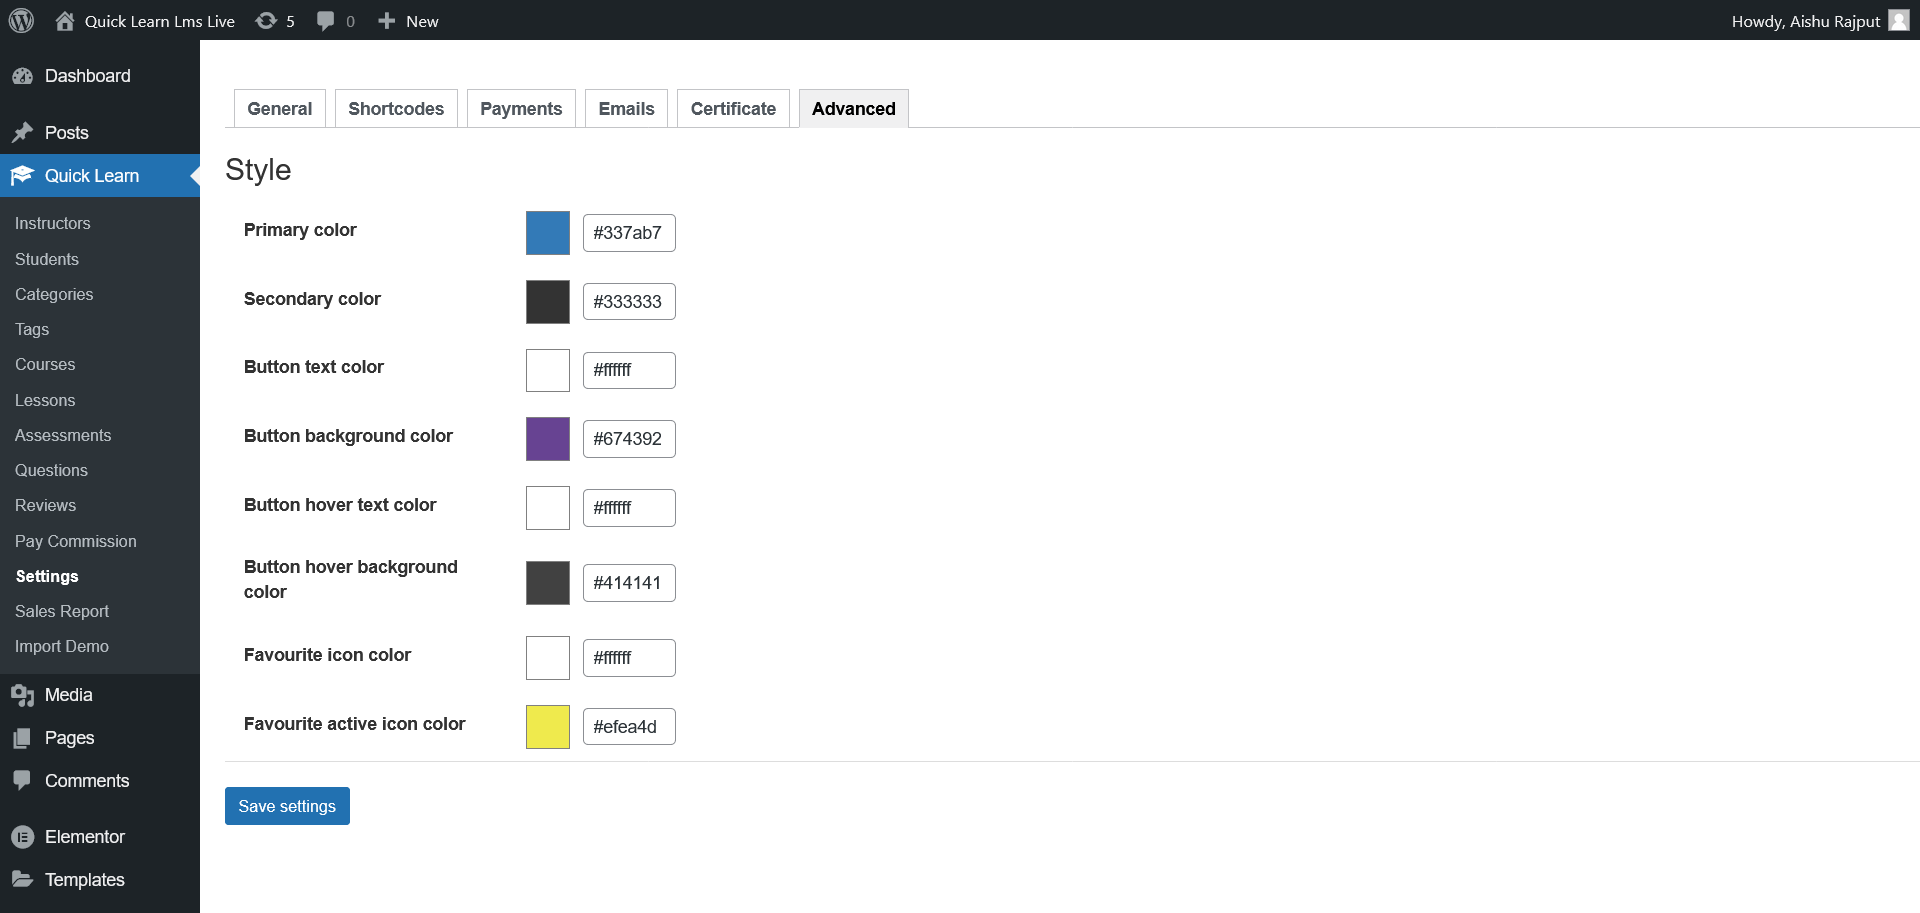 Quick Learn Lms Live 5 0 New Howdy, Aishu Rajput
Dashboard
Posts
Quick Learn
Instructors
Students
Categories
Tags
Courses
Lessons
Assessments
Questions
Reviews
Pay Commission
Settings
Sales Report
Import Demo
Media
Pages
Comments
Elementor
Templates
General Shortcodes Payments Emails Certificate Advanced
Style
Primary color #337ab7
Secondary color #333333
Button text color #ffffff
Button background color #674392
Button hover text color #ffffff
Button hover background
color #414141
Favourite icon color #ffffff
Favourite active icon color #efea4d
Save settings